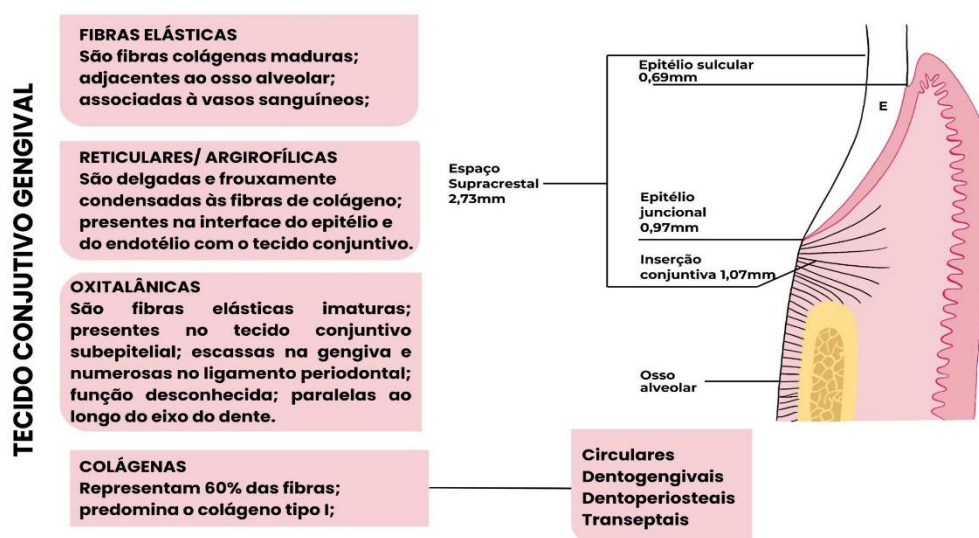 TECIDO CONJUTIVO GENGIVAL
FIBRAS ELÁSTICAS
São fibras colágenas maduras;
adjacentes ao osso alveolar;
associadas à vasos sanguíneos;
RETICULARES/ ARGIROFÍLICAS
São delgadas e frouxamente
condensadas às fibras de colágeno;
presentes na interface do epitélio e
do endotélio com o tecido conjuntivo.
OXITALÂNICAS
São fibras elásticas imaturas;
presentes no tecido conjuntivo
subepitelial; escassas na gengiva e
numerosas no ligamento periodontal;
função desconhecida; paralelas ao
longo do eixo do dente.
COLÁGENAS
Representam 60% das fibras;
predomina o colágeno tipo I;
Circulares
Dentogengivais
Dentoperiosteais
Transeptais
Espaço
Supracrestal
2,73mm
Epitélio sulcular
0,69mm
E
Epitélio
juncional
0,97mm
Inserção
conjuntiva 1,07mm
Osso
alveolar